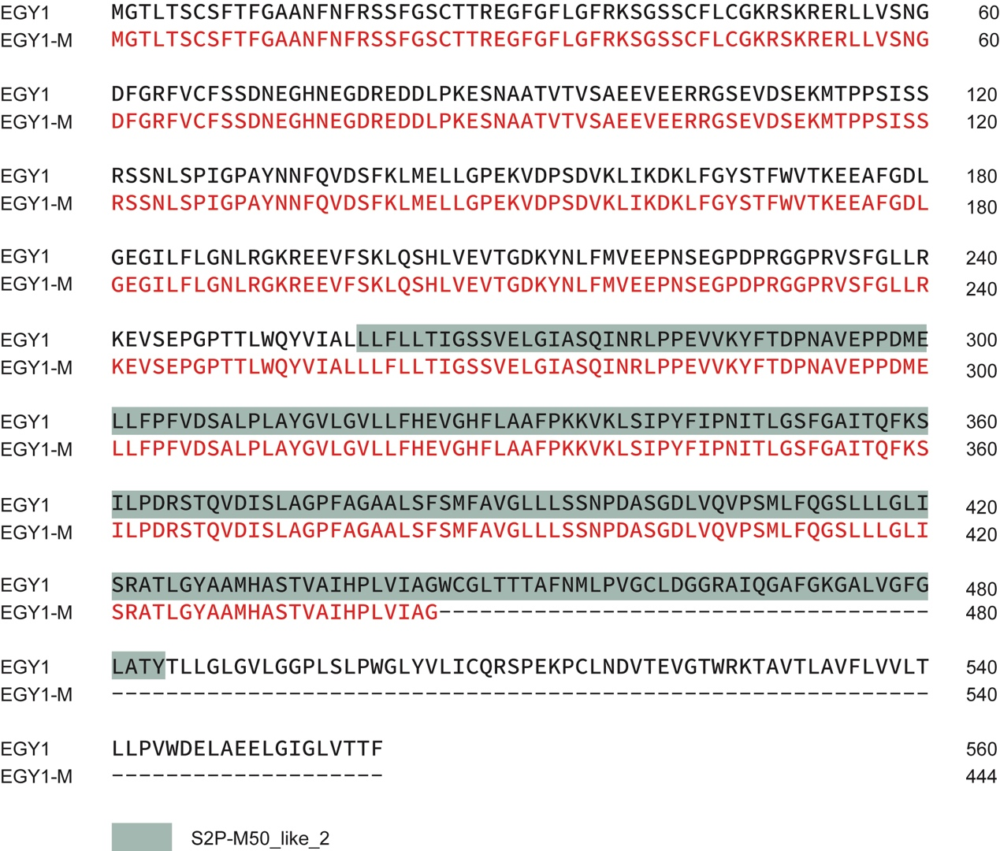 EGY1 MGTLTSCSFTFGAANFNFRSSFGSCTTREGFGFLGFRKSGSSCFLCGKRSKRERLLVSNG 60
EGY1-M MGTLTSCSFTFGAANFNFRSSFGSCTTREGFGFLGFRKSGSSCFLCGKRSKRERLLVSNG 60
EGY1 DFGRFVCFSSDNEGHNEGDREDDLPKESNAATVTVSAEEVEERRGSEVDSEKMTPPSISS 120
EGY1-M DFGRFVCFSSDNEGHNEGDREDDLPKESNAATVTVSAEEVEERRGSEVDSEKMTPPSISS 120
EGY1 RSSNLSPIGPAYNNFQVDSFKLMELLGPEKVDPSDVKLIKDKLFGYSTFWVTKEEAFGDL 180
EGY1-M RSSNLSPIGPAYNNFQVDSFKLMELLGPEKVDPSDVKLIKDKLFGYSTFWVTKEEAFGDL 180
EGY1 GEGILFLGNLRGKREEVFSKLQSHLVEVTGDKYNLFMVEEPNSEGPDPRGGPRVSFGLLR 240
EGY1-M GEGILFLGNLRGKREEVFSKLQSHLVEVTGDKYNLFMVEEPNSEGPDPRGGPRVSFGLLR 240
EGY1 KEVSEPGPTTLWQYVIALLLFLLTIGSSVELGIASQINRLPPEVVKYFTDPNAVEPPDME 300
EGY1-M KEVSEPGPTTLWQYVIALLLFLLTIGSSVELGIASQINRLPPEVVKYFTDPNAVEPPDME 300
EGY1 LLFPFVDSALPLAYGVLGVLLFHEVGHFLAAFPKKVKLSIPYFIPNITLGSFGAITQFKS 360
EGY1-M LLFPFVDSALPLAYGVLGVLLFHEVGHFLAAFPKKVKLSIPYFIPNITLGSFGAITQFKS 360
EGY1 ILPDRSTQVDISLAGPFAGAALSFSMFAVGLLLSSNPDASGDLVQVPSMLFQGSLLLGLI 420
EGY1-M ILPDRSTQVDISLAGPFAGAALSFSMFAVGLLLSSNPDASGDLVQVPSMLFQGSLLLGLI 420
EGY1 SRATLGYAAMHASTVAIHPLVIAGWCGLTTTAFNMLPVGCLDGGRAIQGAFGKGALVGFG 480
EGY1-M SRATLGYAAMHASTVAIHPLVIAG------------------------------------ 480
EGY1 LATYTLLGLGVLGGPLSLPWGLYVLICQRSPEKPCLNDVTEVGTWRKTAVTLAVFLVVLT 540
EGY1-M ------------------------------------------------------------ 540
EGY1 LLPVWDELAEELGIGLVTTF 560
EGY1-M -------------------- 444
S2P-M50_like_2